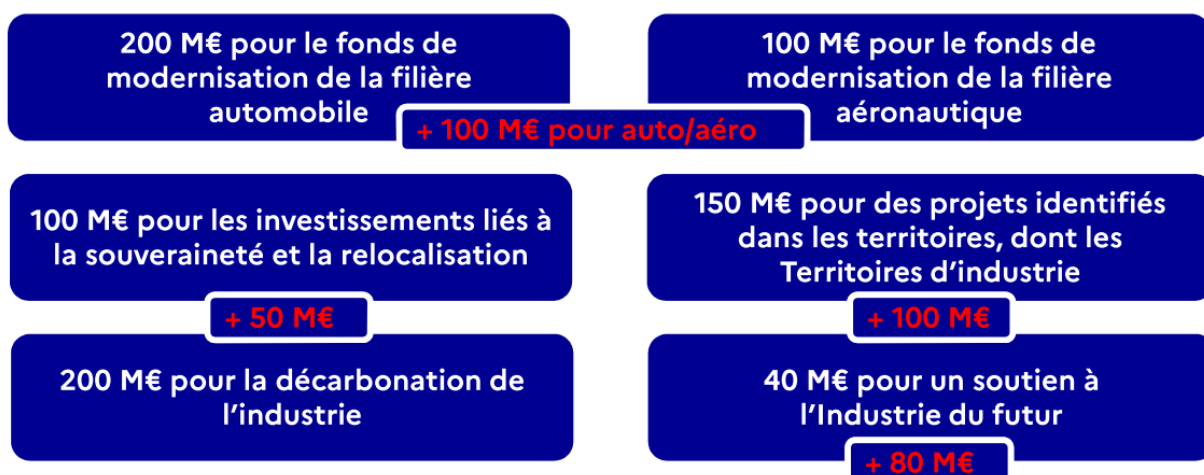 200 M€ pour le fonds de
modernisation de la filière
automobile
100 M€ pour le fonds de
modernisation de la filière
aéronautique
+ 100 M€ pour auto/aéro
100 M€ pour les investissements liés à
la souveraineté et la relocalisation
+ 50 M€
150 M€ pour des projets identifiés
dans les territoires, dont les
Territoires d’industrie
+ 100 M€
200 M€ pour la décarbonation de
l’industrie
40 M€ pour un soutien à
l’Industrie du futur
+ 80 M€